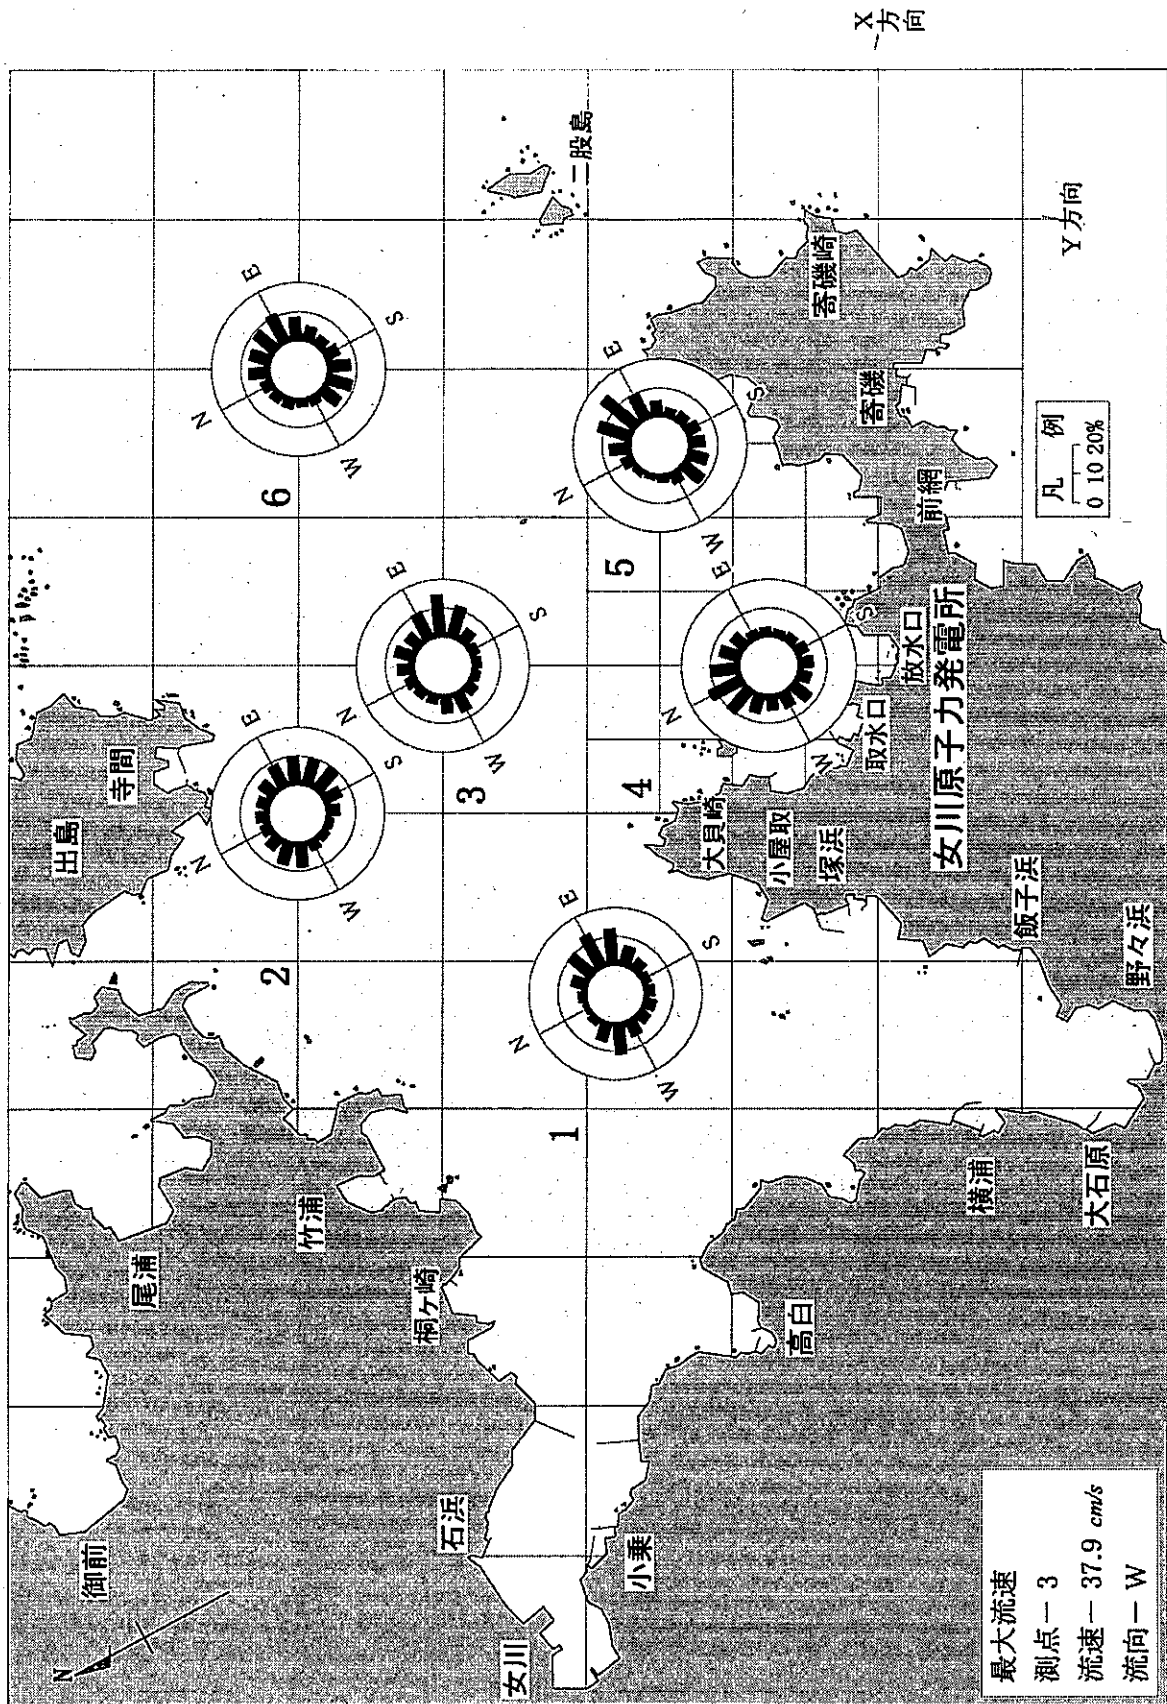 X方向
Y方向
N
御前
尾浦
出島
寺間
竹浦
桐ヶ崎
石浜
女川
小乗
高白
横浦
大石原
野々浜
飯子浜
塚浜
小屋取
大貝崎
取水口
放水口
女川原子力発電所
前網
寄磯
寄磯崎
二股島
1
N
E
S
W
2
N
E
S
W
3
N
E
S
W
4
N
E
S
W
5
N
E
S
W
6
N
E
S
W
凡 例
0 10 20%
最大流速
測点ー 3
流速ー 37.9 cm/s
流向ー W